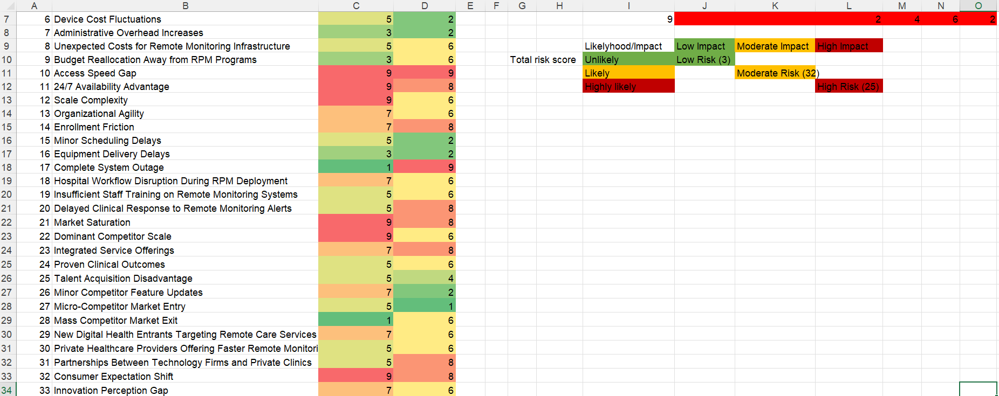 A B C D E F G H I J K L M N O
7 6 Device Cost Fluctuations 5 2 9 2 4 6 2
8 7 Administrative Overhead Increases 3 2
9 8 Unexpected Costs for Remote Monitoring Infrastructure 5 6 Likelyhood/Impact Low Impact Moderate Impact High Impact
10 9 Budget Reallocation Away from RPM Programs 3 6 Total risk score Unlikely Low Risk (3)
11 10 Access Speed Gap 9 9 Likely Moderate Risk (32)
12 11 24/7 Availability Advantage 9 8 Highly likely High Risk (25)
13 12 Scale Complexity 9 6
14 13 Organizational Agility 7 6
15 14 Enrollment Friction 7 8
16 15 Minor Scheduling Delays 5 2
17 16 Equipment Delivery Delays 3 2
18 17 Complete System Outage 1 9
19 18 Hospital Workflow Disruption During RPM Deployment 7 6
20 19 Insufficient Staff Training on Remote Monitoring Systems 5 6
21 20 Delayed Clinical Response to Remote Monitoring Alerts 5 8
22 21 Market Saturation 9 8
23 22 Dominant Competitor Scale 9 6
24 23 Integrated Service Offerings 7 8
25 24 Proven Clinical Outcomes 5 6
26 25 Talent Acquisition Disadvantage 5 4
27 26 Minor Competitor Feature Updates 7 2
28 27 Micro-Competitor Market Entry 5 1
29 28 Mass Competitor Market Exit 1 6
30 29 New Digital Health Entrants Targeting Remote Care Services 7 6
31 30 Private Healthcare Providers Offering Faster Remote Monitori 5 6
32 31 Partnerships Between Technology Firms and Private Clinics 5 8
33 32 Consumer Expectation Shift 9 8
34 33 Innovation Perception Gap 7 6